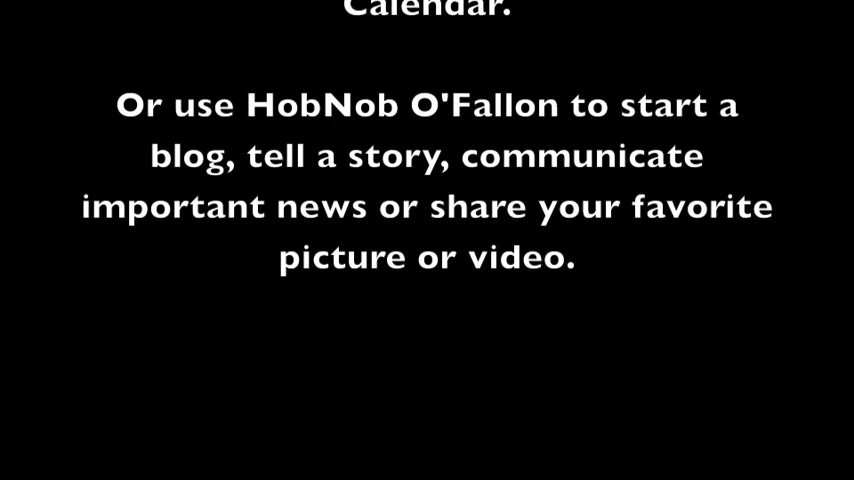 Calendar.
Or use HobNob O'Fallon to start a
blog, tell a story, communicate
important news or share your favorite
picture or video.